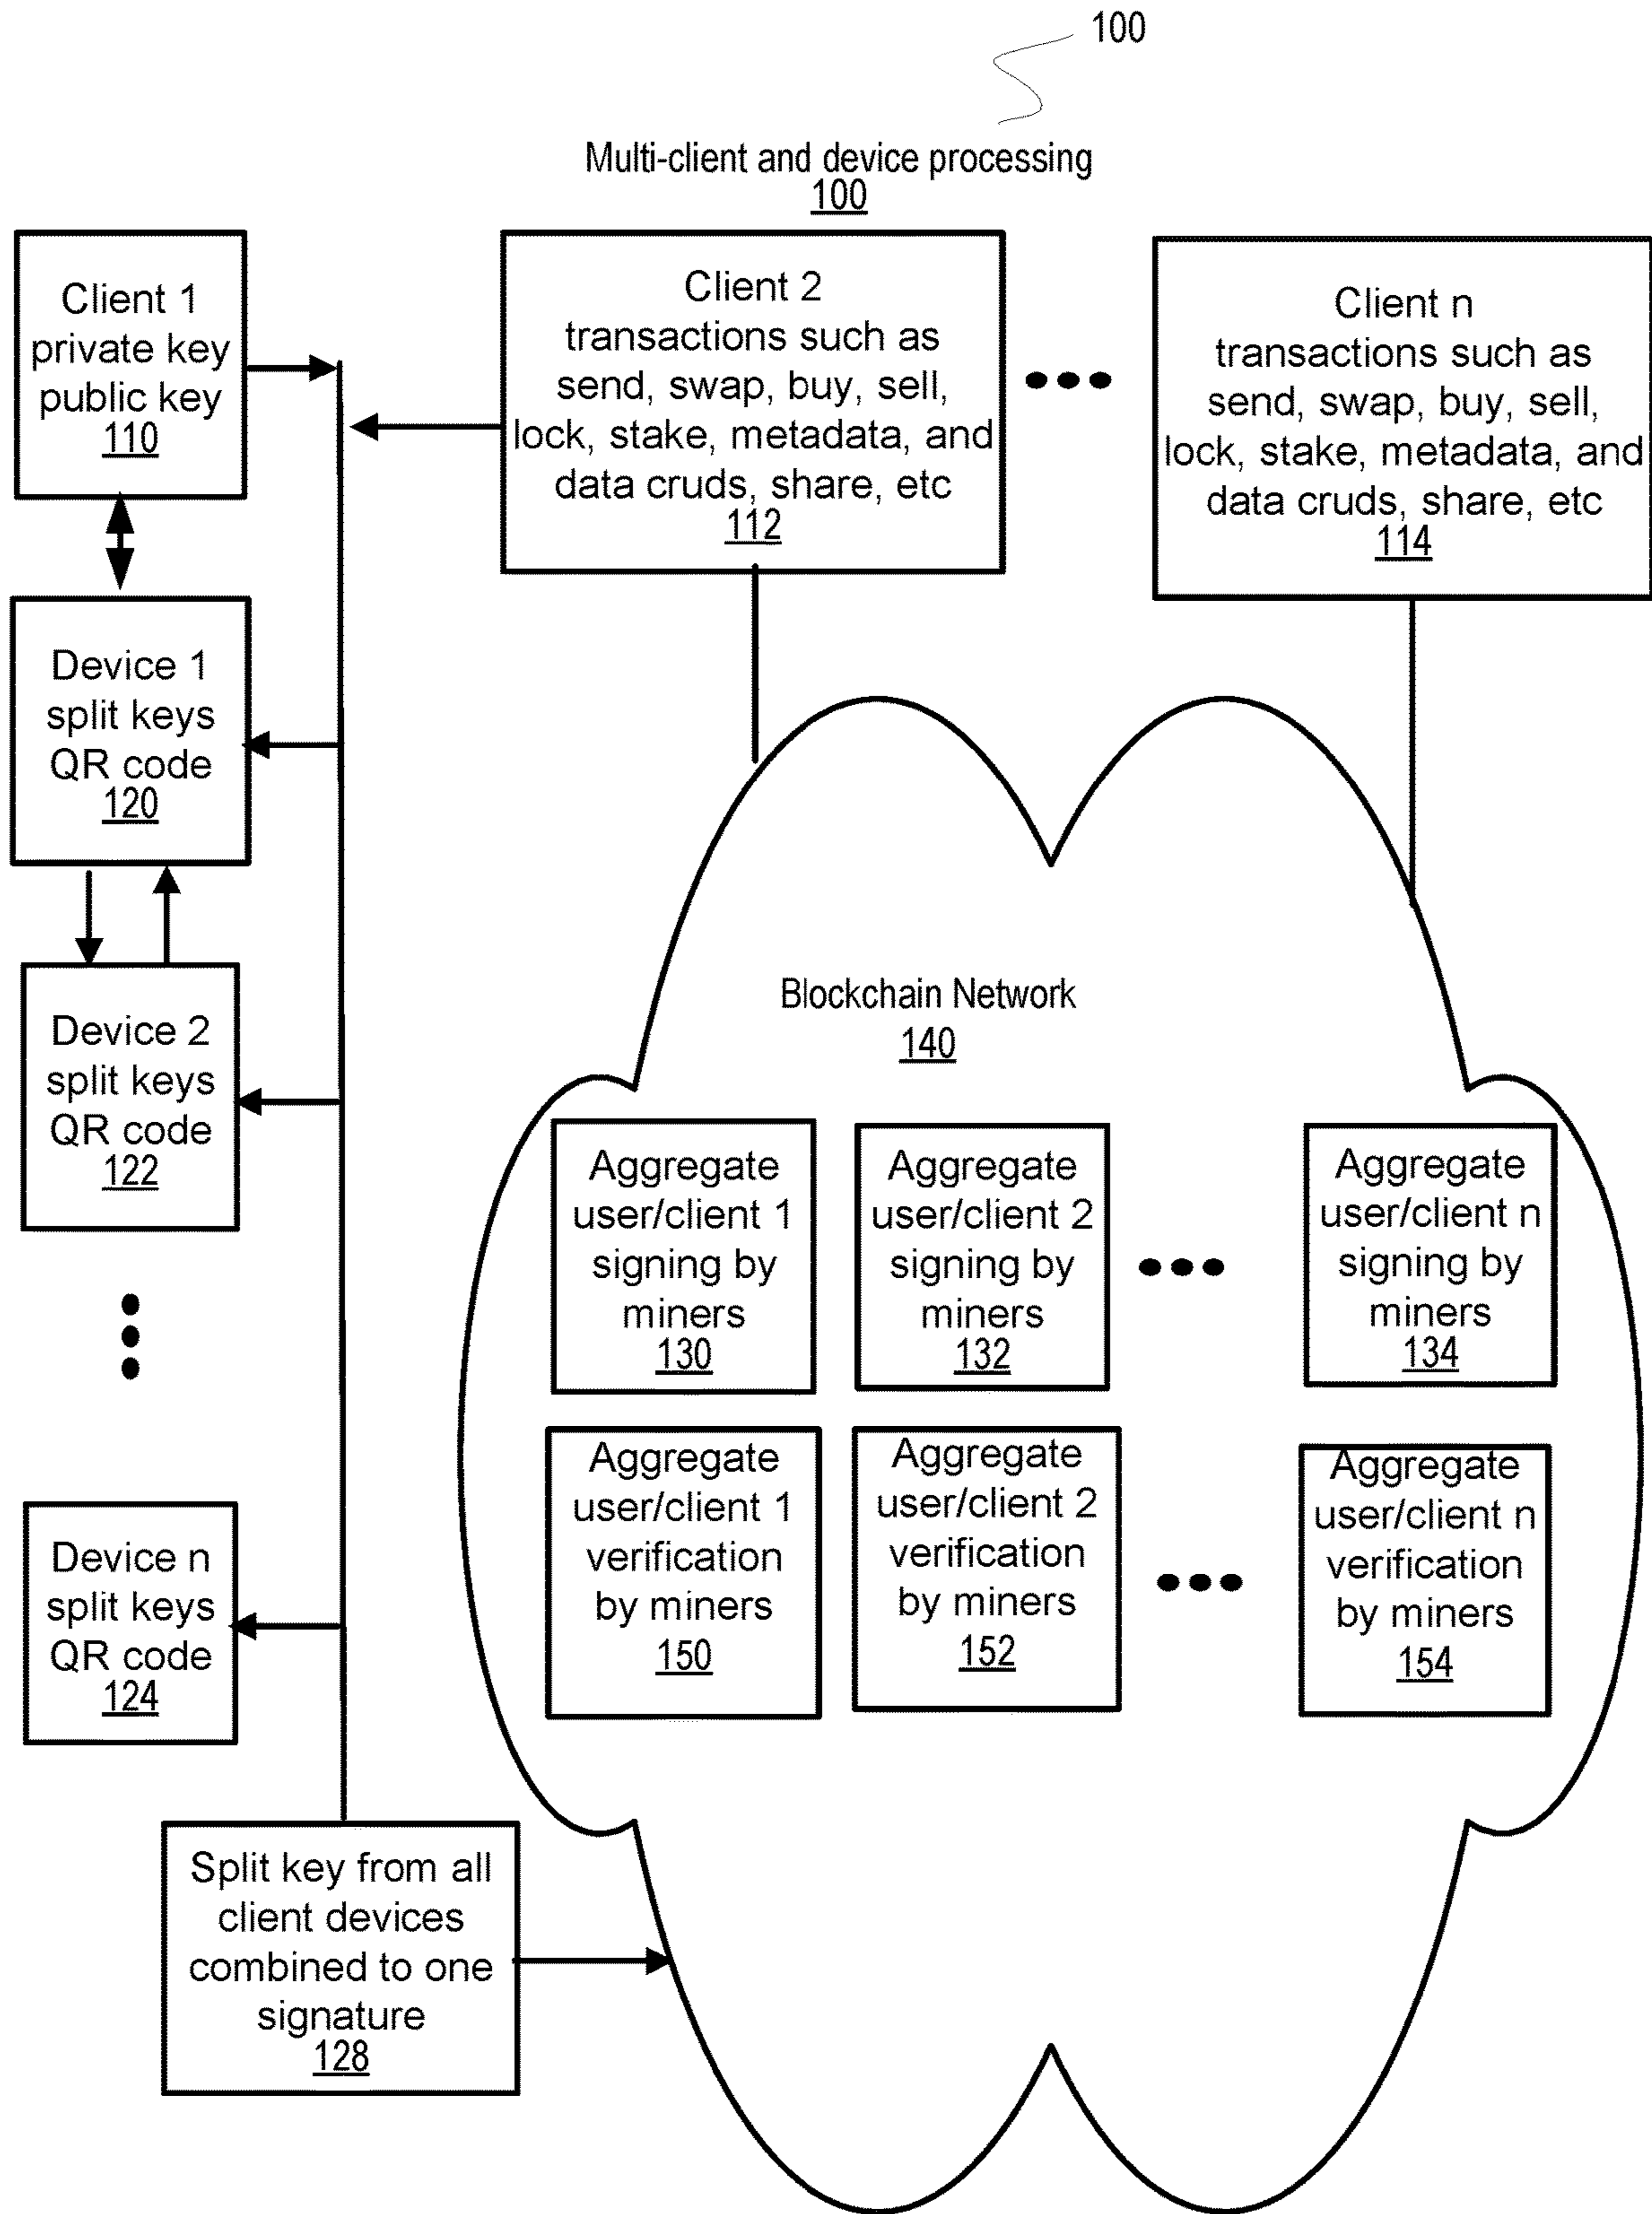 100
Multi-client and device processing
100
Client 1
private key
public key
110
Client 2
transactions such as
send, swap, buy, sell,
lock, stake, metadata, and
data cruds, share, etc
112
Client n
transactions such as
send, swap, buy, sell,
lock, stake, metadata, and
data cruds, share, etc
114
Device 1
split keys
QR code
120
Device 2
split keys
QR code
122
Device n
split keys
QR code
124
Split key from all
client devices
combined to one
signature
128
Blockchain Network
140
Aggregate
user/client 1
signing by
miners
130
Aggregate
user/client 2
signing by
miners
132
Aggregate
user/client n
signing by
miners
134
Aggregate
user/client 1
verification
by miners
150
Aggregate
user/client 2
verification
by miners
152
Aggregate
user/client n
verification
by miners
154